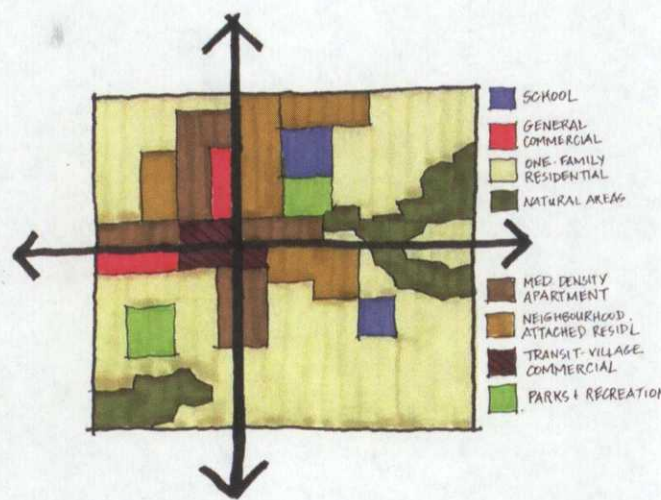 SCHOOL
GENERAL
COMMERCIAL
ONE-FAMILY
RESIDENTIAL
NATURAL AREAS
MED. DENSITY
APARTMENT
NEIGHBOURHOOD.
ATTACHED RESID'L
TRANSIT-VILLAGE
COMMERCIAL
PARKS & RECREATION